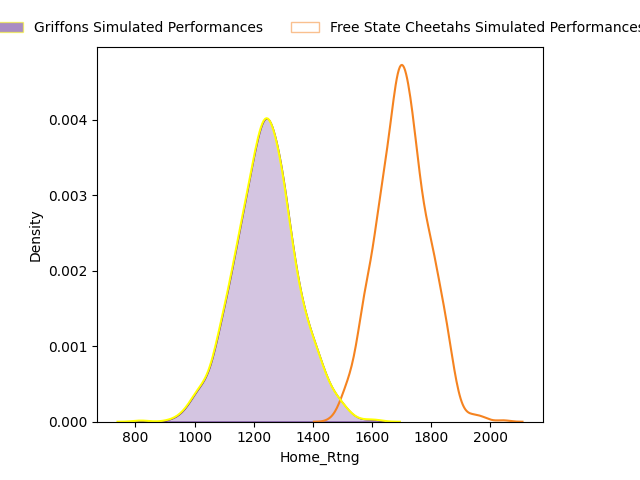 Griffons Simulated Performances
Free State Cheetahs Simulated Performances
0.004
0.003
0.002
0.001
0.000
Density
800 1000 1200 1400 1600 1800 2000
Home_Rtng